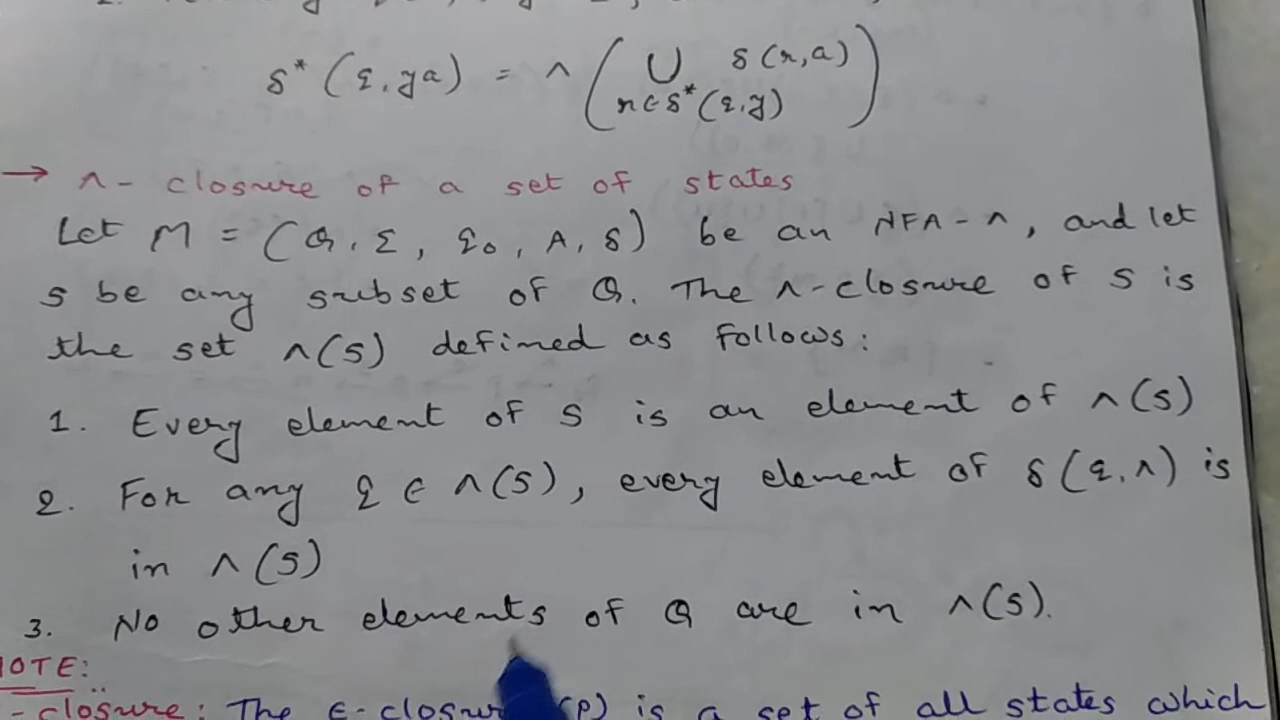 δ* (q, ya) = ʌ ( ∪ δ(r,a) )
r∈δ* (q,y)
→ ʌ - closure of a set of states
Let M = (Q, Σ, q₀, A, δ) be an NFA - ʌ, and let
S be any subset of Q. The ʌ-closure of S is
the set ʌ(S) defined as follows:
1. Every element of S is an element of ʌ(S)
2. For any q ∈ ʌ(S), every element of δ(q, ʌ) is
in ʌ(S)
3. No other elements of Q are in ʌ(S).
NOTE:
-closure: The ε-closure (p) is a set of all states which